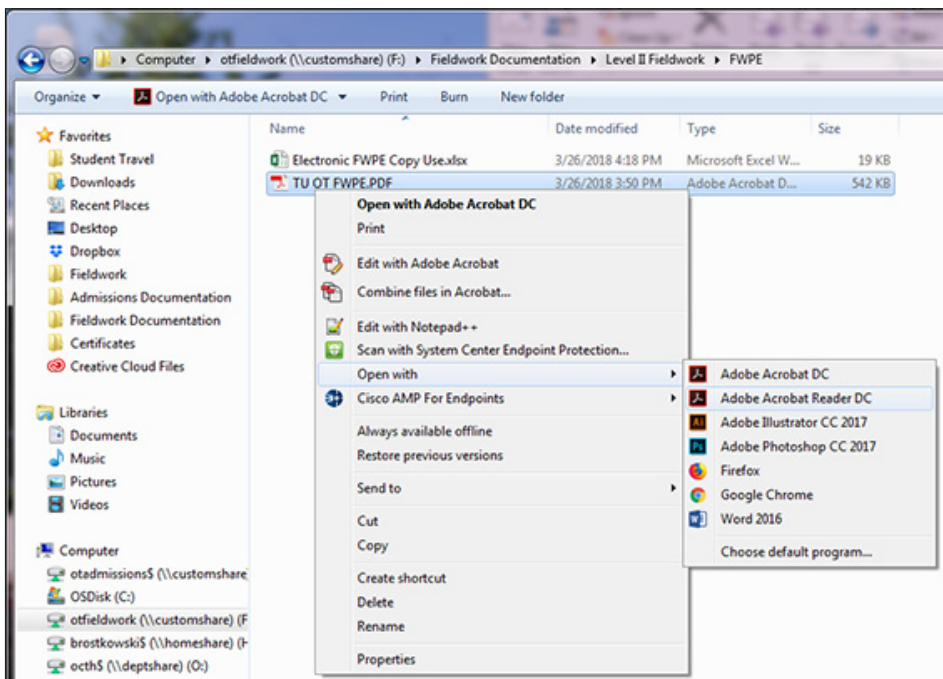 Computer ▸ otfieldwork (\\customshare) (F:) ▸ Fieldwork Documentation ▸ Level II Fieldwork ▸ FWPE
Organize Open with Adobe Acrobat DC Print Burn New folder
Favorites
Student Travel
Downloads
Recent Places
Desktop
Dropbox
Fieldwork
Admissions Documentation
Fieldwork Documentation
Certificates
Creative Cloud Files
Libraries
Documents
Music
Pictures
Videos
Computer
otadmissions$ (\\customshare
OSDisk (C:)
otfieldwork (\\customshare) (F
brostkowski$ (\\homeshare) (H
octh$ (\\deptshare) (O:)
Name Date modified Type Size
Electronic FWPE Copy Use.xlsx 3/26/2018 4:18 PM Microsoft Excel W... 19 KB
TU OT FWPE.PDF 3/26/2018 3:50 PM Adobe Acrobat D... 542 KB
Open with Adobe Acrobat DC
Print
Edit with Adobe Acrobat
Combine files in Acrobat...
Edit with Notepad++
Scan with System Center Endpoint Protection...
Open with
Cisco AMP For Endpoints
Always available offline
Restore previous versions
Send to
Cut
Copy
Create shortcut
Delete
Rename
Properties
Adobe Acrobat DC
Adobe Acrobat Reader DC
Adobe Illustrator CC 2017
Adobe Photoshop CC 2017
Firefox
Google Chrome
Word 2016
Choose default program...